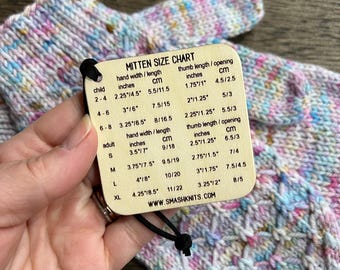 MITTEN SIZE CHART
hand width / length thumb length / opening
child inches cm inches cm
2 - 4 2.25"/4.5" 5.5/11.5 1.75"/1" 4.5/2.5
4 - 6 3"/6" 7.5/15 2"/1.25" 5/3
6 - 8 3.25"/6.5" 8/16.5 2"/1.25" 5.5/3
hand width / length thumb length / opening
adult inches cm inches cm
S 3.5"/7" 9/18 2.5"/1.25" 5.5/3
M 3.75"/7.5" 9.5/19 2.75"/1.5" 7/4
L 4"/8" 10/20 3"/1.75" 7.5/4.5
XL 4.25"/8.5" 11/22 3.25"/2" 8/5
WWW.SMASHKNITS.COM